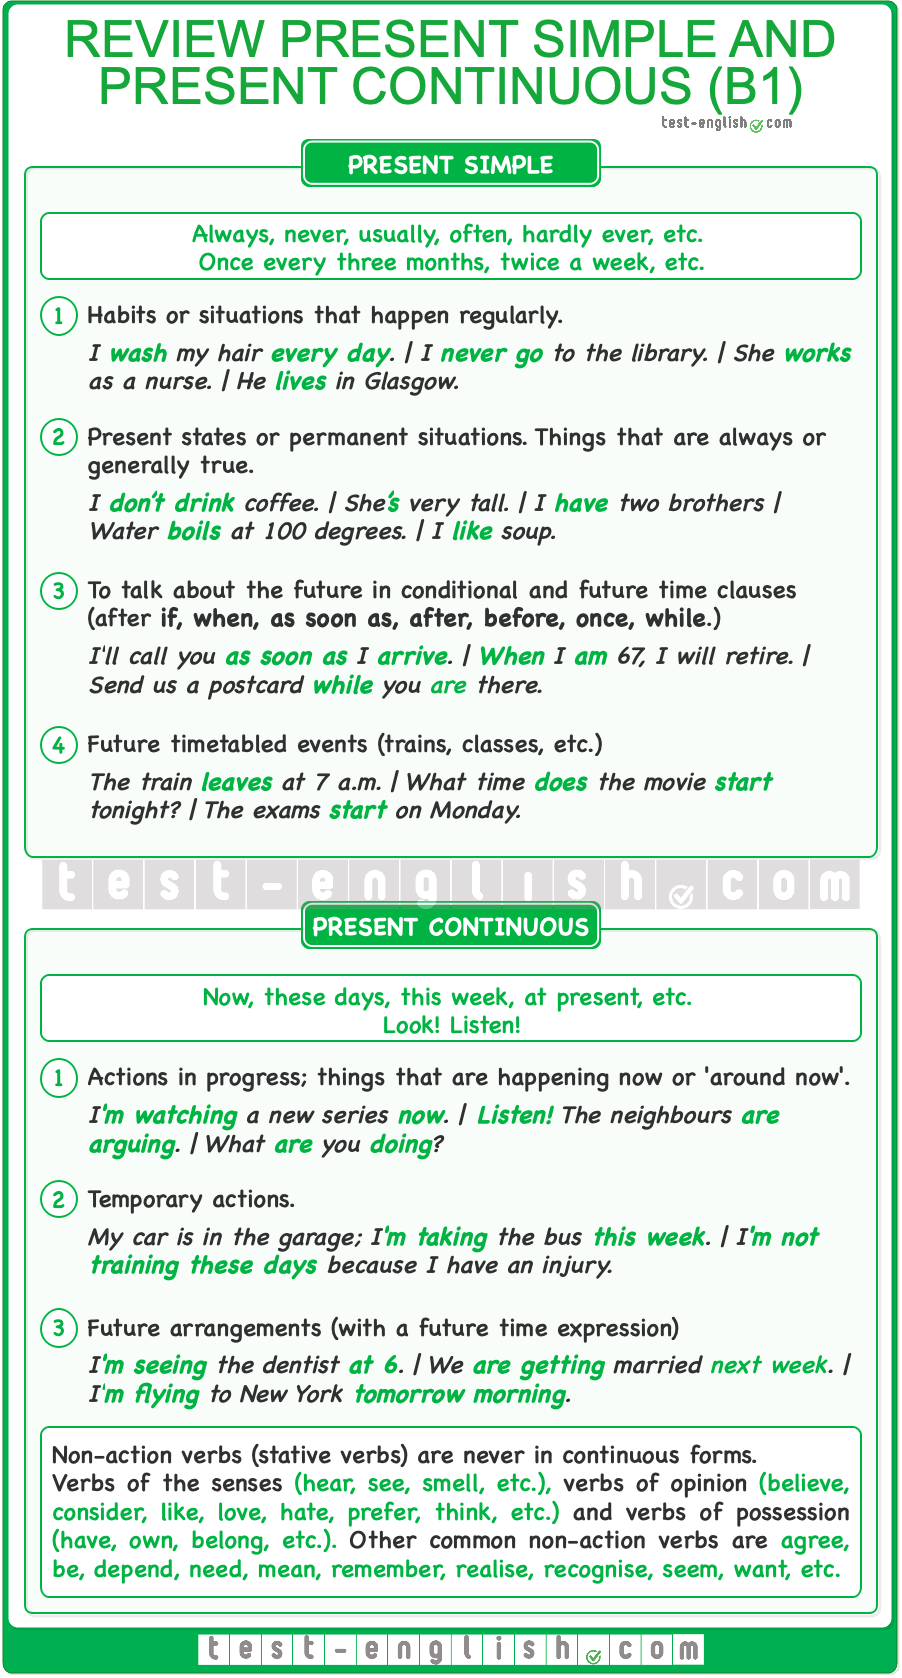 REVIEW PRESENT SIMPLE AND
PRESENT CONTINUOUS (B1)
test-english com
PRESENT SIMPLE
Always, never, usually, often, hardly ever, etc.
Once every three months, twice a week, etc.
1 Habits or situations that happen regularly.
I wash my hair every day. | I never go to the library. | She works
as a nurse. | He lives in Glasgow.
2 Present states or permanent situations. Things that are always or
generally true.
I don't drink coffee. | She's very tall. | I have two brothers |
Water boils at 100 degrees. | I like soup.
3 To talk about the future in conditional and future time clauses
(after if, when, as soon as, after, before, once, while.)
I'll call you as soon as I arrive. | When I am 67, I will retire. |
Send us a postcard while you are there.
4 Future timetabled events (trains, classes, etc.)
The train leaves at 7 a.m. | What time does the movie start
tonight? | The exams start on Monday.
test-english com
PRESENT CONTINUOUS
Now, these days, this week, at present, etc.
Look! Listen!
1 Actions in progress; things that are happening now or 'around now'.
I'm watching a new series now. | Listen! The neighbours are
arguing. | What are you doing?
2 Temporary actions.
My car is in the garage; I'm taking the bus this week. | I'm not
training these days because I have an injury.
3 Future arrangements (with a future time expression)
I'm seeing the dentist at 6. | We are getting married next week. |
I'm flying to New York tomorrow morning.
Non-action verbs (stative verbs) are never in continuous forms.
Verbs of the senses (hear, see, smell, etc.), verbs of opinion (believe,
consider, like, love, hate, prefer, think, etc.) and verbs of possession
(have, own, belong, etc.). Other common non-action verbs are agree,
be, depend, need, mean, remember, realise, recognise, seem, want, etc.
test-english com